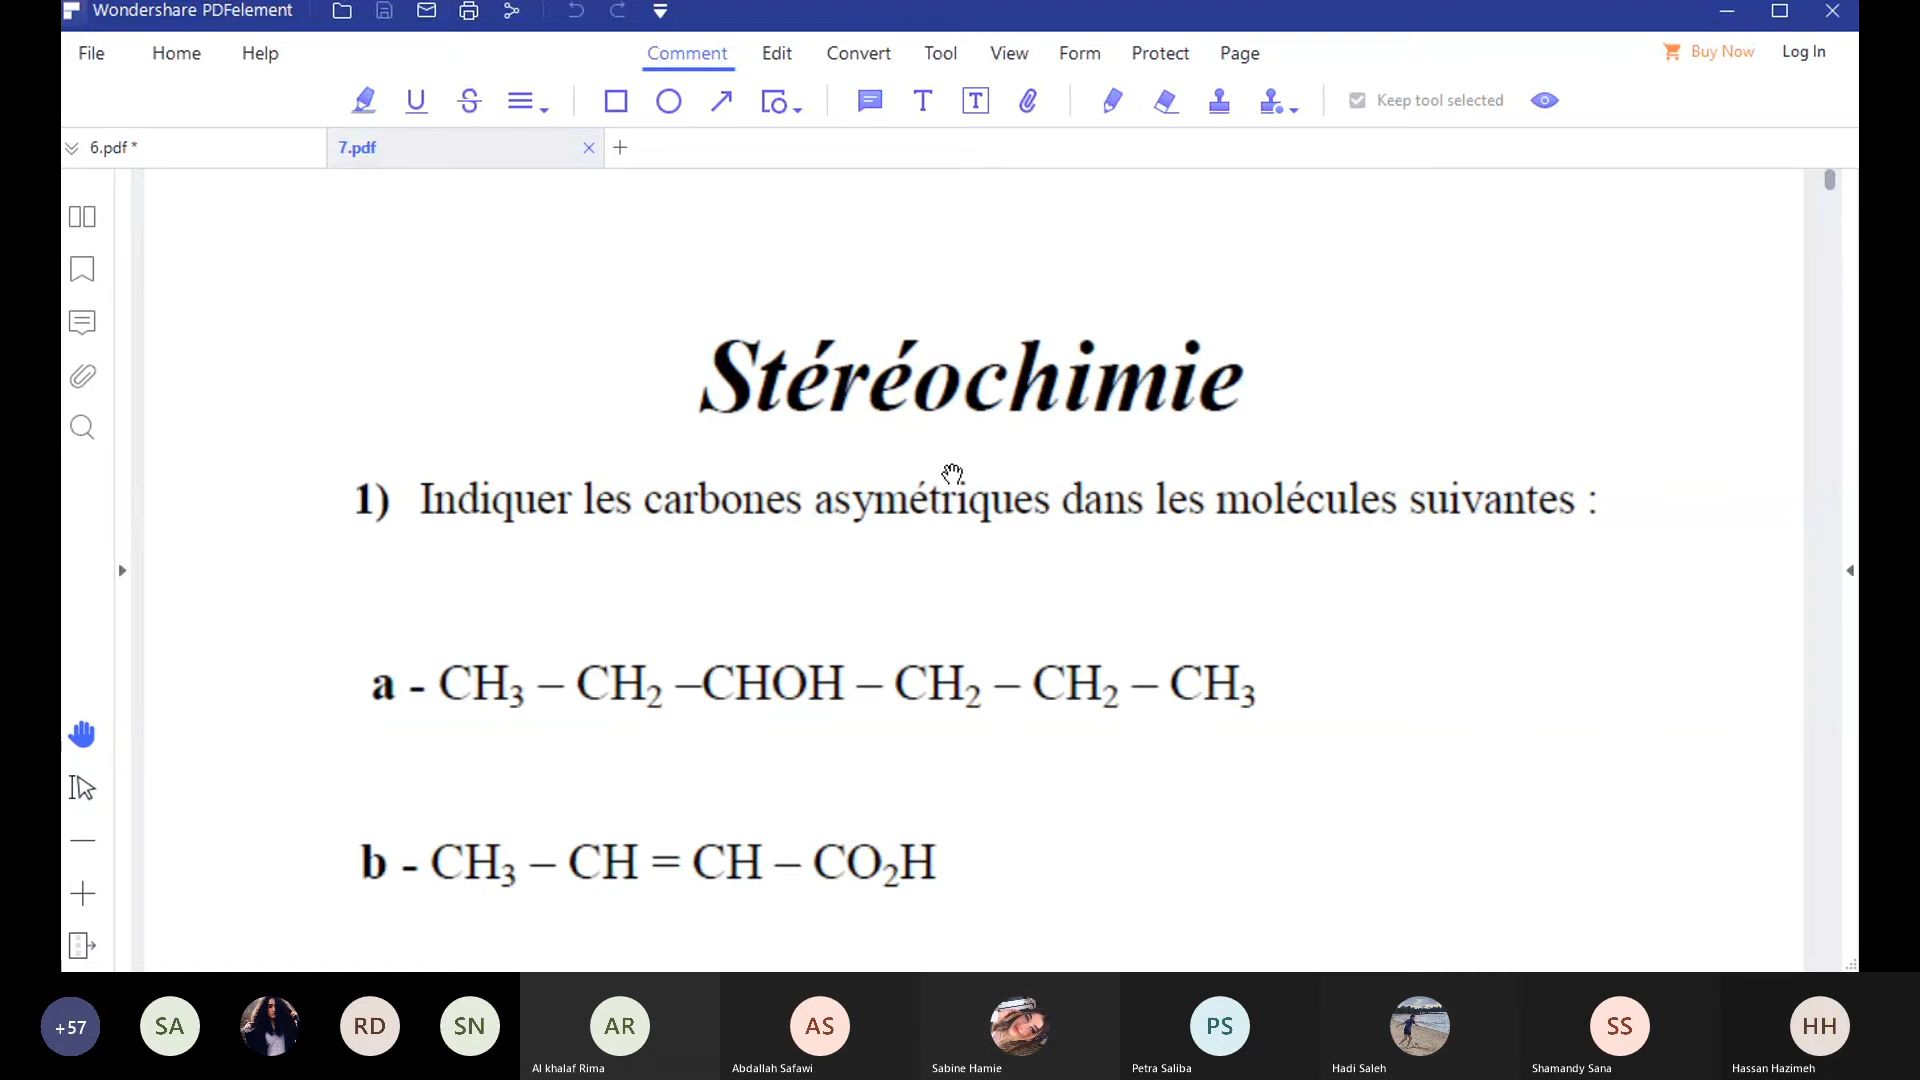 Wondershare PDFelement
File Home Help Comment Edit Convert Tool View Form Protect Page Buy Now Log In
Keep tool selected
6.pdf * 7.pdf
Stéréochimie
1) Indiquer les carbones asymétriques dans les molécules suivantes :
a - CH₃ – CH₂ –CHOH – CH₂ – CH₂ – CH₃
b - CH₃ – CH = CH – CO₂H
+57 SA RD SN AR AS PS SS HH
Al khalaf Rima Abdallah Safawi Sabine Hamie Petra Saliba Hadi Saleh Shamandy Sana Hassan Hazimeh